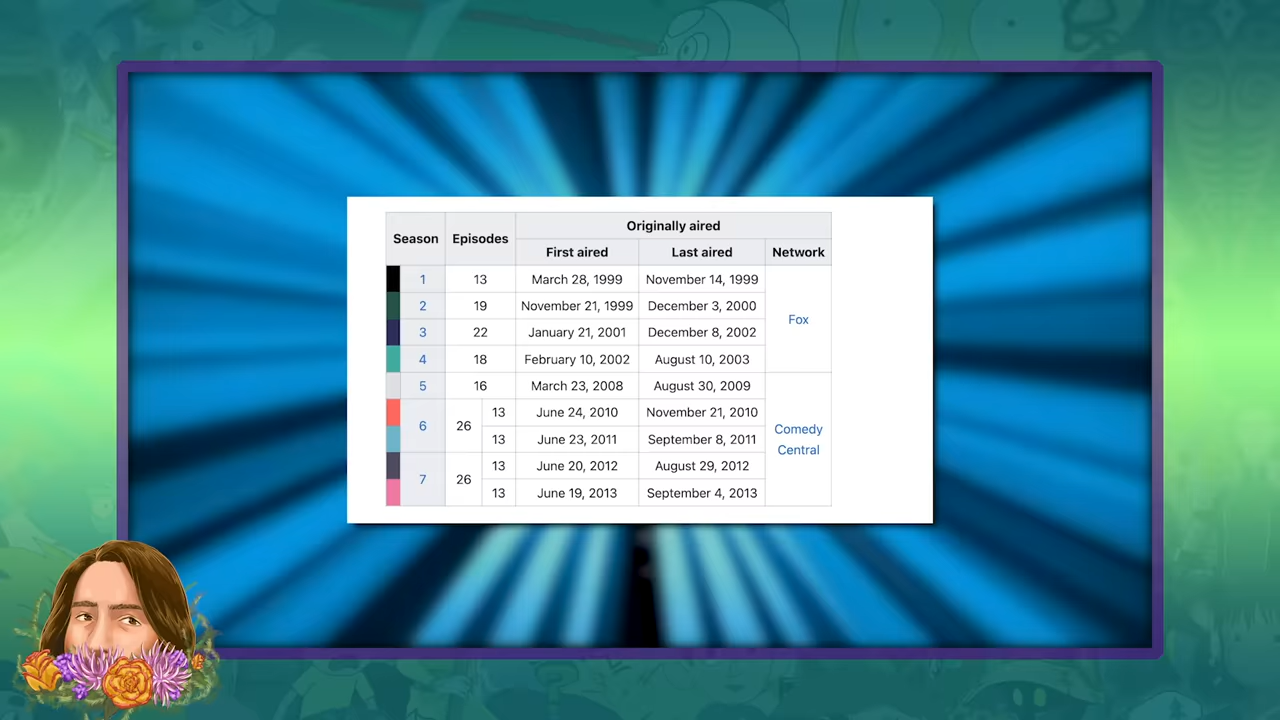 Season Episodes Originally aired
First aired Last aired Network
1 13 March 28, 1999 November 14, 1999
2 19 November 21, 1999 December 3, 2000
Fox
3 22 January 21, 2001 December 8, 2002
4 18 February 10, 2002 August 10, 2003
5 16 March 23, 2008 August 30, 2009
6 26 13 June 24, 2010 November 21, 2010
Comedy
Central
13 June 23, 2011 September 8, 2011
7 26 13 June 20, 2012 August 29, 2012
13 June 19, 2013 September 4, 2013